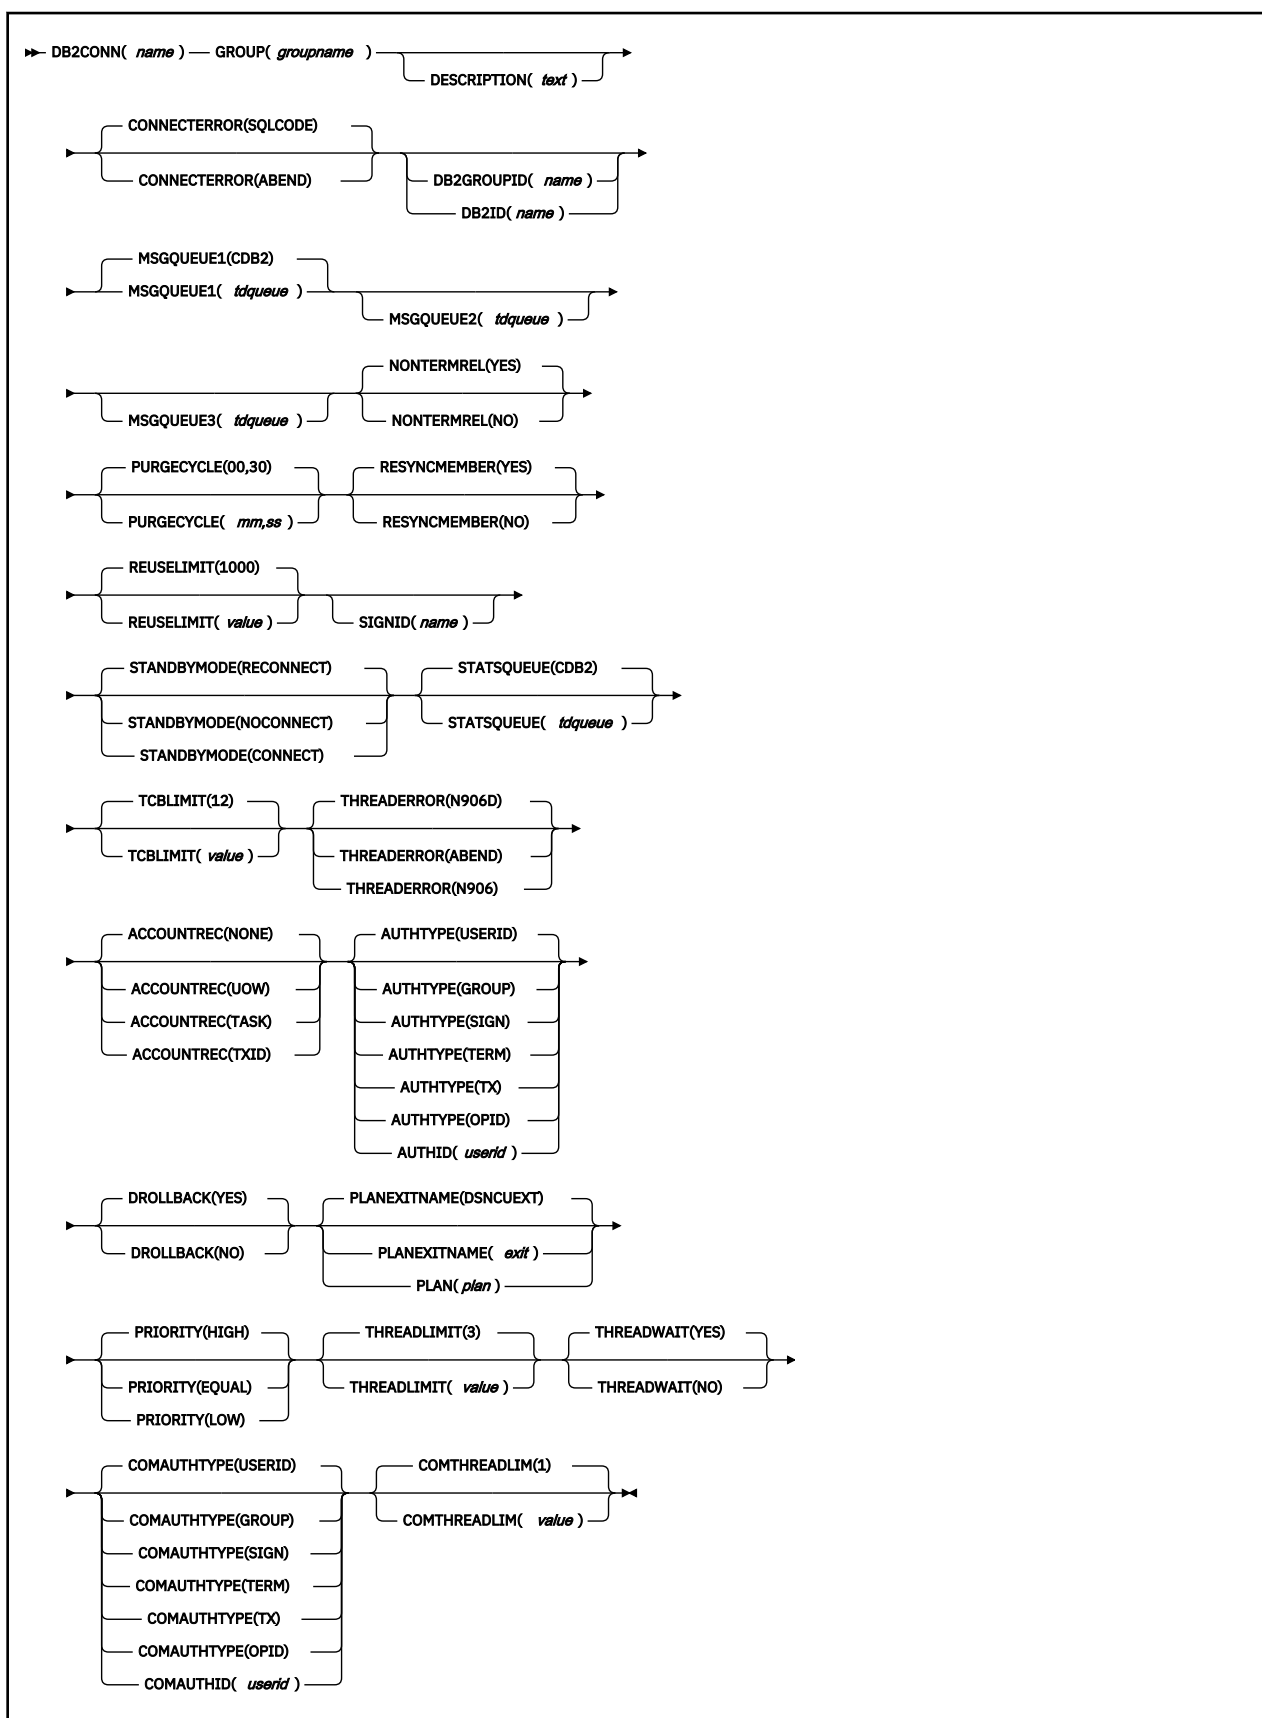 DB2CONN( name ) GROUP( groupname )
DESCRIPTION( text )
CONNECTERROR(SQLCODE)
CONNECTERROR(ABEND)
DB2GROUPID( name )
DB2ID( name )
MSGQUEUE1(CDB2)
MSGQUEUE1( tdqueue )
MSGQUEUE2( tdqueue )
MSGQUEUE3( tdqueue )
NONTERMREL(YES)
NONTERMREL(NO)
PURGECYCLE(00,30)
PURGECYCLE( mm,ss )
RESYNCMEMBER(YES)
RESYNCMEMBER(NO)
REUSELIMIT(1000)
REUSELIMIT( value )
SIGNID( name )
STANDBYMODE(RECONNECT)
STANDBYMODE(NOCONNECT)
STANDBYMODE(CONNECT)
STATSQUEUE(CDB2)
STATSQUEUE( tdqueue )
TCBLIMIT(12)
TCBLIMIT( value )
THREADERROR(N906D)
THREADERROR(ABEND)
THREADERROR(N906)
ACCOUNTREC(NONE)
ACCOUNTREC(UOW)
ACCOUNTREC(TASK)
ACCOUNTREC(TXID)
AUTHTYPE(USERID)
AUTHTYPE(GROUP)
AUTHTYPE(SIGN)
AUTHTYPE(TERM)
AUTHTYPE(TX)
AUTHTYPE(OPID)
AUTHID( userid )
DROLLBACK(YES)
DROLLBACK(NO)
PLANEXITNAME(DSNCUEXT)
PLANEXITNAME( exit )
PLAN( plan )
PRIORITY(HIGH)
PRIORITY(EQUAL)
PRIORITY(LOW)
THREADLIMIT(3)
THREADLIMIT( value )
THREADWAIT(YES)
THREADWAIT(NO)
COMAUTHTYPE(USERID)
COMAUTHTYPE(GROUP)
COMAUTHTYPE(SIGN)
COMAUTHTYPE(TERM)
COMAUTHTYPE(TX)
COMAUTHTYPE(OPID)
COMAUTHID( userid )
COMTHREADLIM(1)
COMTHREADLIM( value )